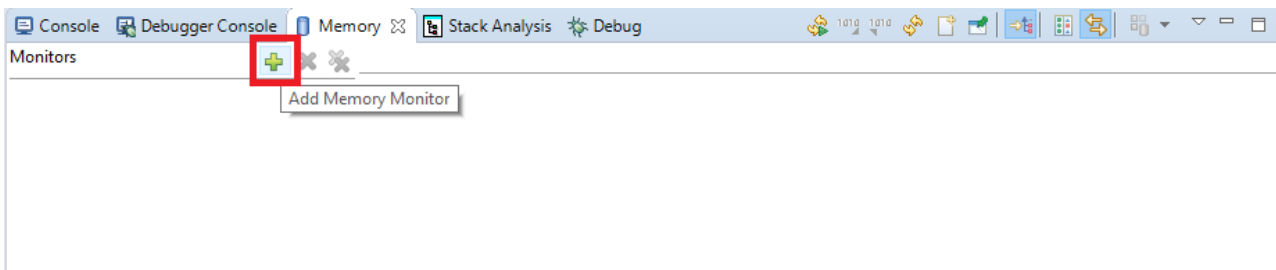 Console Debugger Console Memory Stack Analysis Debug
Monitors
Add Memory Monitor